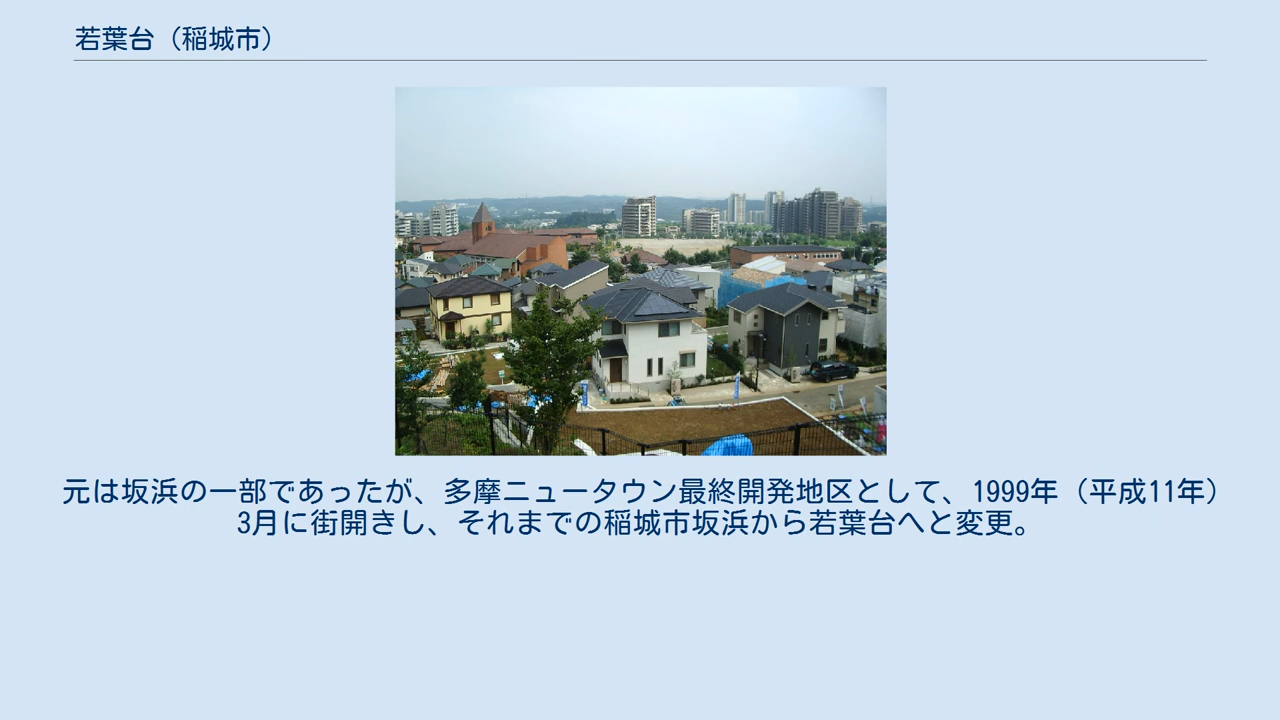 若葉台（稲城市）
元は坂浜の一部であったが、多摩ニュータウン最終開発地区として、1999年（平成11年）
3月に街開きし、それまでの稲城市坂浜から若葉台へと変更。